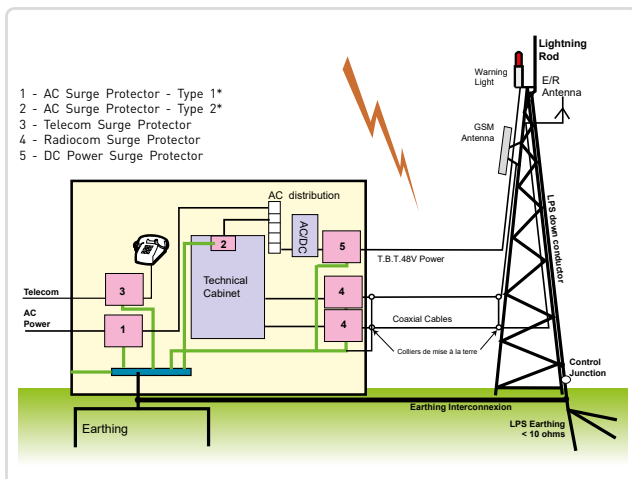 1 - AC Surge Protector - Type 1*
2 - AC Surge Protector - Type 2*
3 - Telecom Surge Protector
4 - Radiocom Surge Protector
5 - DC Power Surge Protector
Lightning
Rod
Warning
Light
E/R
Antenna
GSM
Antenna
LPS down conductor
AC distribution
2
AC/DC
5
T.B.T.48V Power
Technical
Cabinet
Telecom
3
4
AC
Power
1
4
Coaxial Cables
Colliers de mise à la terre
Control
Junction
Earthing Interconnexion
Earthing
LPS Earthing
< 10 ohms